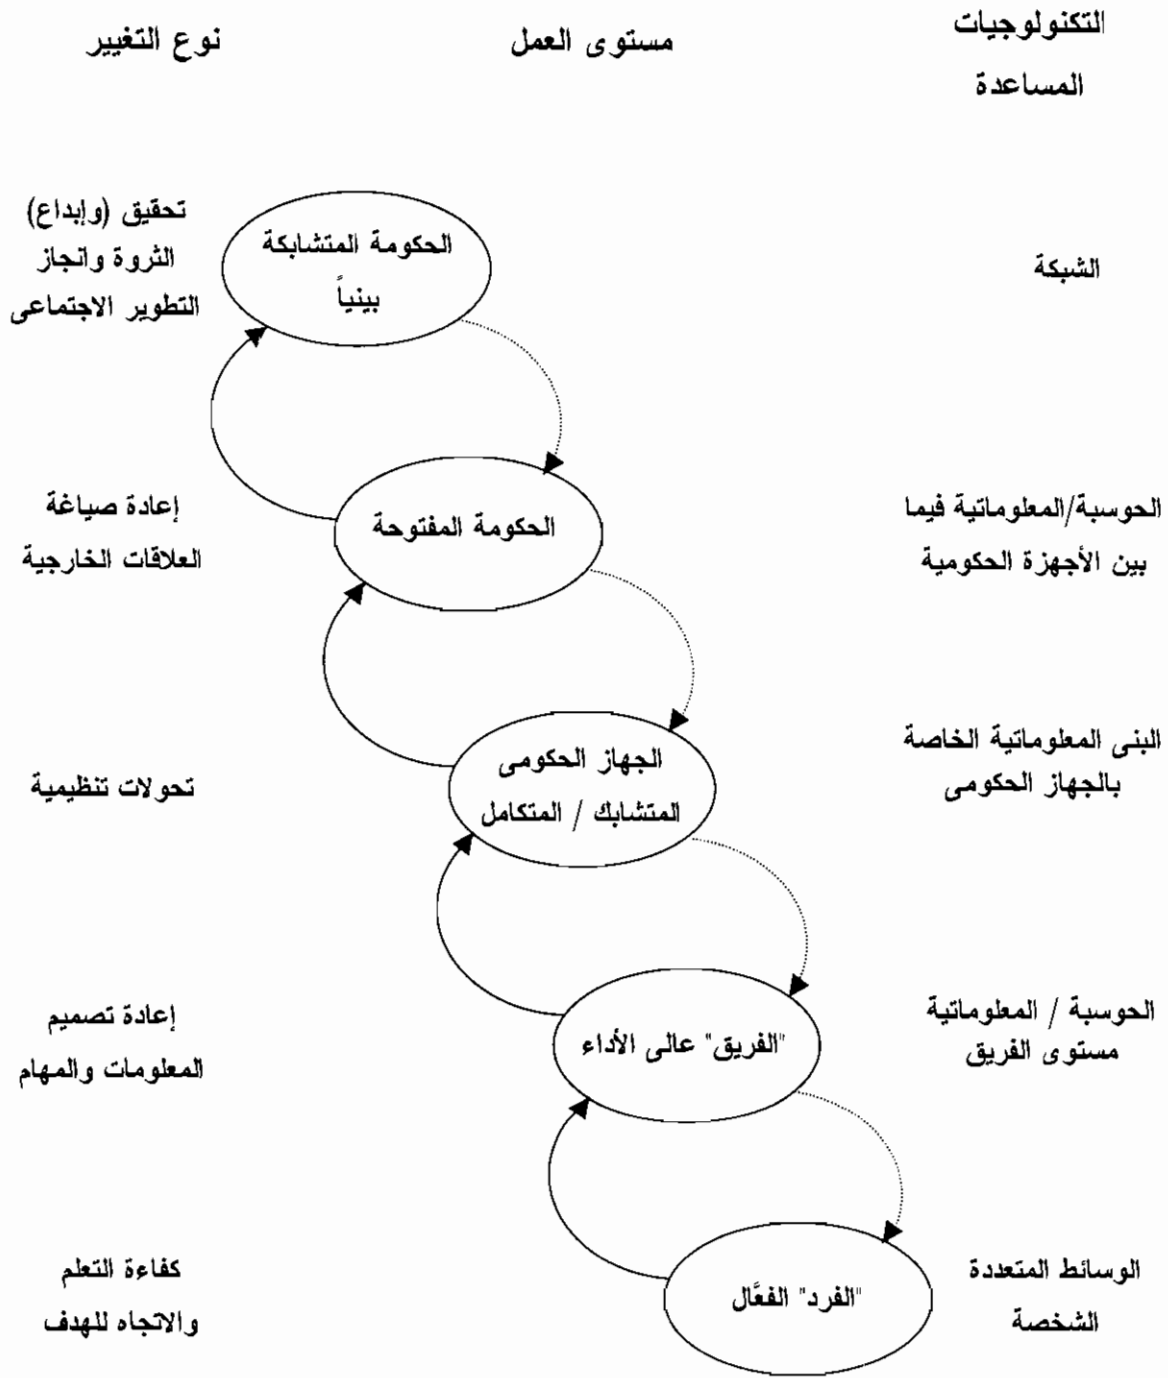 التكنولوجيات
المساعدة
مستوى العمل
نوع التغيير
الشبكة
الحكومة المتشابكة
بينياً
تحقيق (وإبداع)
الثروة وانجاز
التطوير الاجتماعى
الحوسبة/المعلوماتية فيما
بين الأجهزة الحكومية
الحكومة المفتوحة
إعادة صياغة
العلاقات الخارجية
البنى المعلوماتية الخاصة
بالجهاز الحكومى
الجهاز الحكومى
المتشابك / المتكامل
تحولات تنظيمية
الحوسبة / المعلوماتية
مستوى الفريق
"الفريق" عالى الأداء
إعادة تصميم
المعلومات والمهام
الوسائط المتعددة
الشخصة
"الفرد" الفعَّال
كفاءة التعلم
والاتجاه للهدف